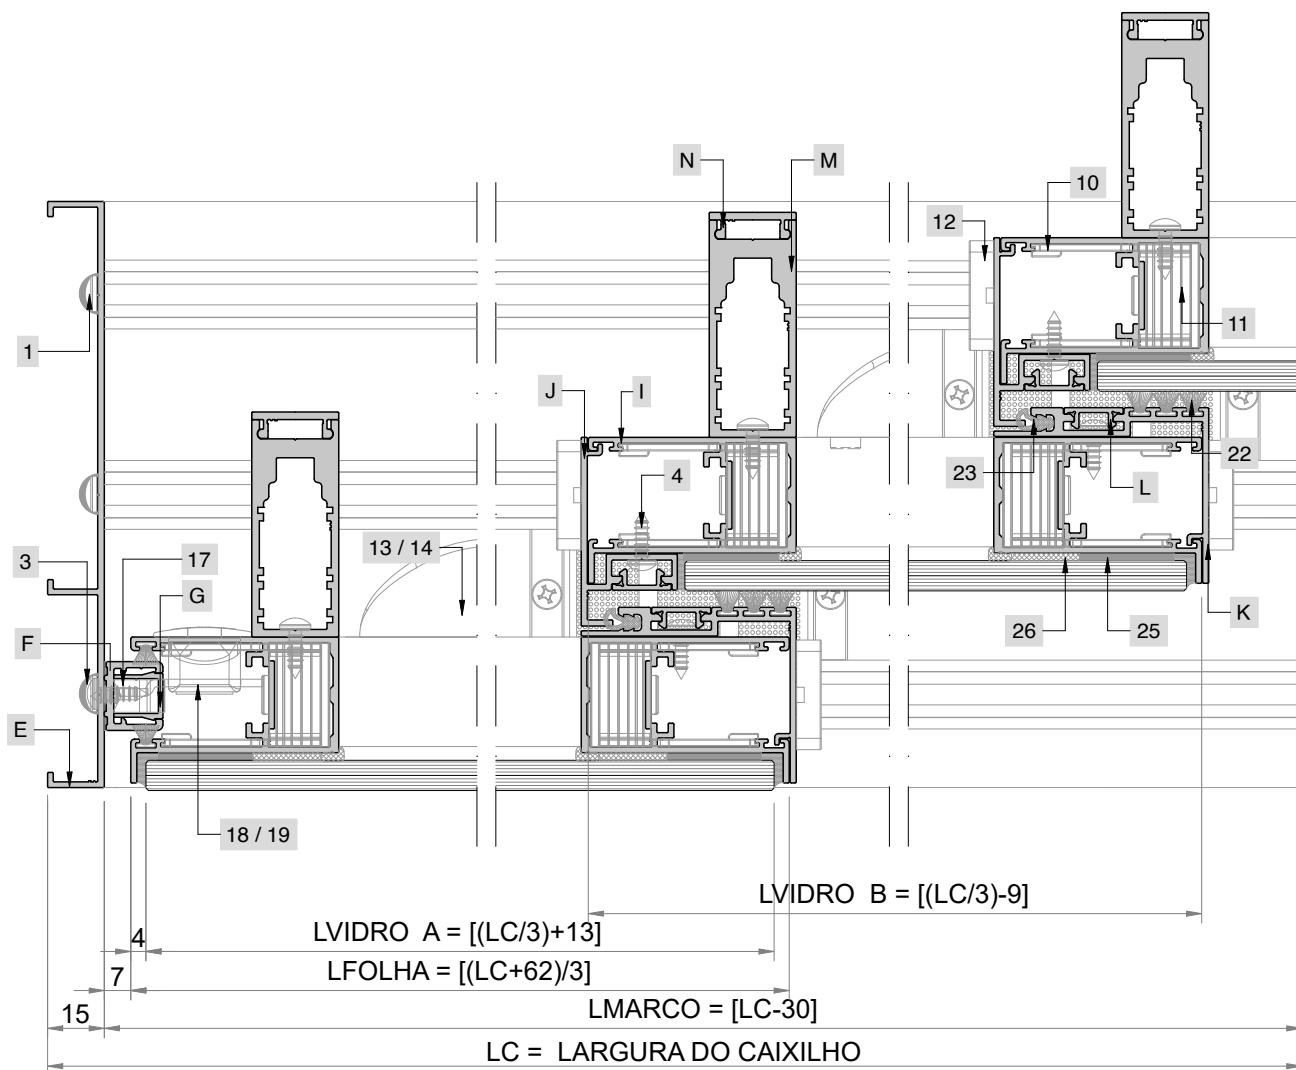 N
M
10
12
1
11
J
I
4
23
L
22
3
17
13 / 14
G
F
K
26
25
E
18 / 19
LVIDRO B = [(LC/3)-9]
4
LVIDRO A = [(LC/3)+13]
7
LFOLHA = [(LC+62)/3]
15
LMARCO = [LC-30]
LC = LARGURA DO CAIXILHO